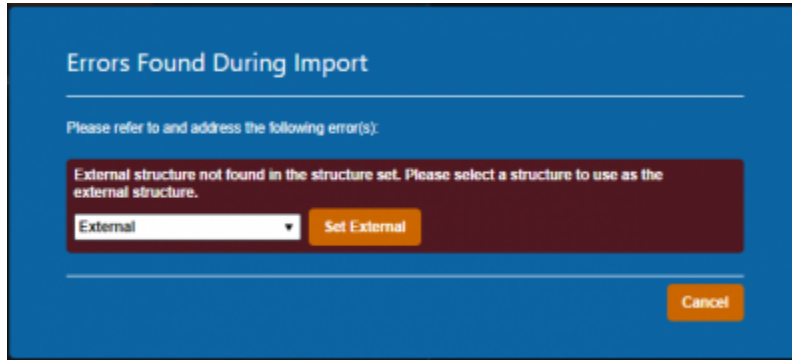 Errors Found During Import
Please refer to and address the following error(s):
External structure not found in the structure set. Please select a structure to use as the
external structure.
External
Set External
Cancel